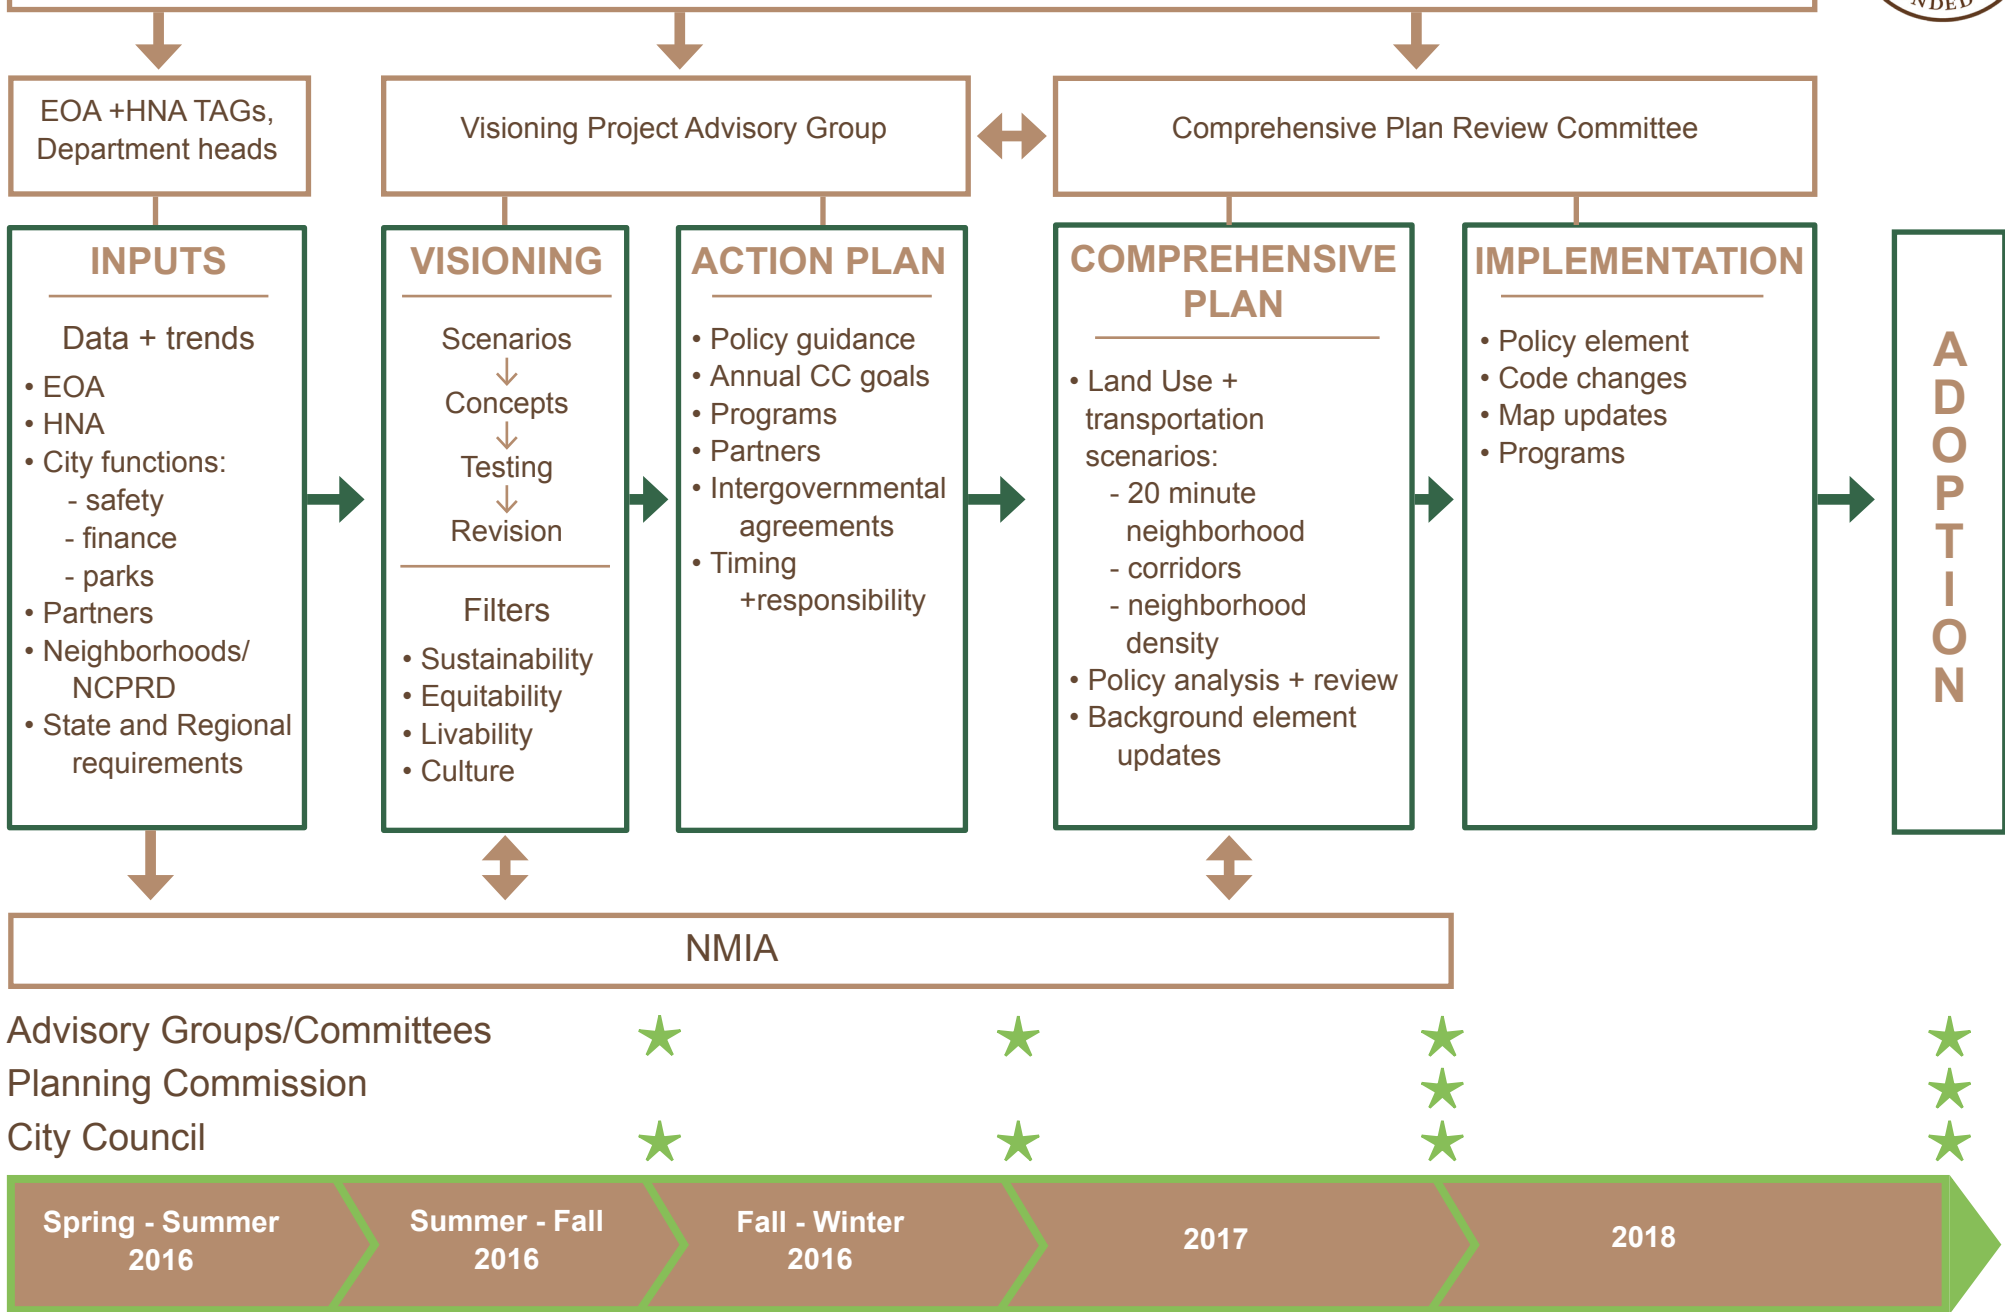 NDED
EOA +HNA TAGs,
Department heads
Visioning Project Advisory Group
Comprehensive Plan Review Committee
INPUTS
Data + trends
• EOA
• HNA
• City functions:
- safety
- finance
- parks
• Partners
• Neighborhoods/
NCPRD
• State and Regional
requirements
VISIONING
Scenarios
Concepts
Testing
Revision
Filters
• Sustainability
• Equitability
• Livability
• Culture
ACTION PLAN
• Policy guidance
• Annual CC goals
• Programs
• Partners
• Intergovernmental
agreements
• Timing
+responsibility
COMPREHENSIVE
PLAN
• Land Use +
transportation
scenarios:
- 20 minute
neighborhood
- corridors
- neighborhood
density
• Policy analysis + review
• Background element
updates
IMPLEMENTATION
• Policy element
• Code changes
• Map updates
• Programs
ADOPTION
NMIA
Advisory Groups/Committees
Planning Commission
City Council
Spring - Summer
2016
Summer - Fall
2016
Fall - Winter
2016
2017
2018